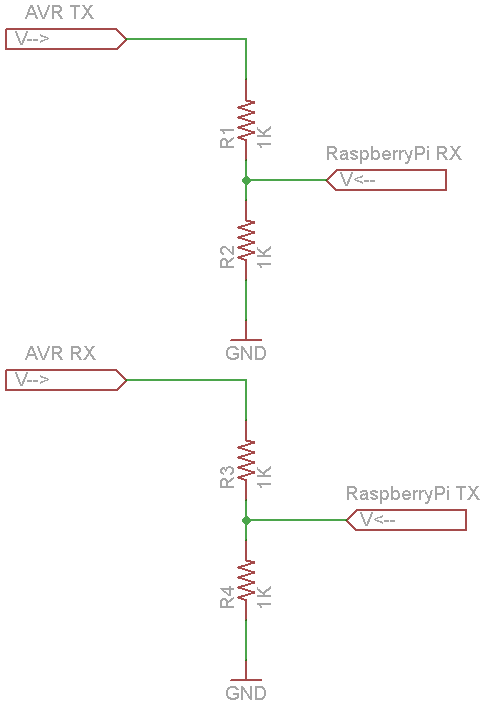 AVR TX
V-->
R1
1K
RaspberryPi RX
V<--
R2
1K
GND
AVR RX
V-->
R3
1K
RaspberryPi TX
V<--
R4
1K
GND